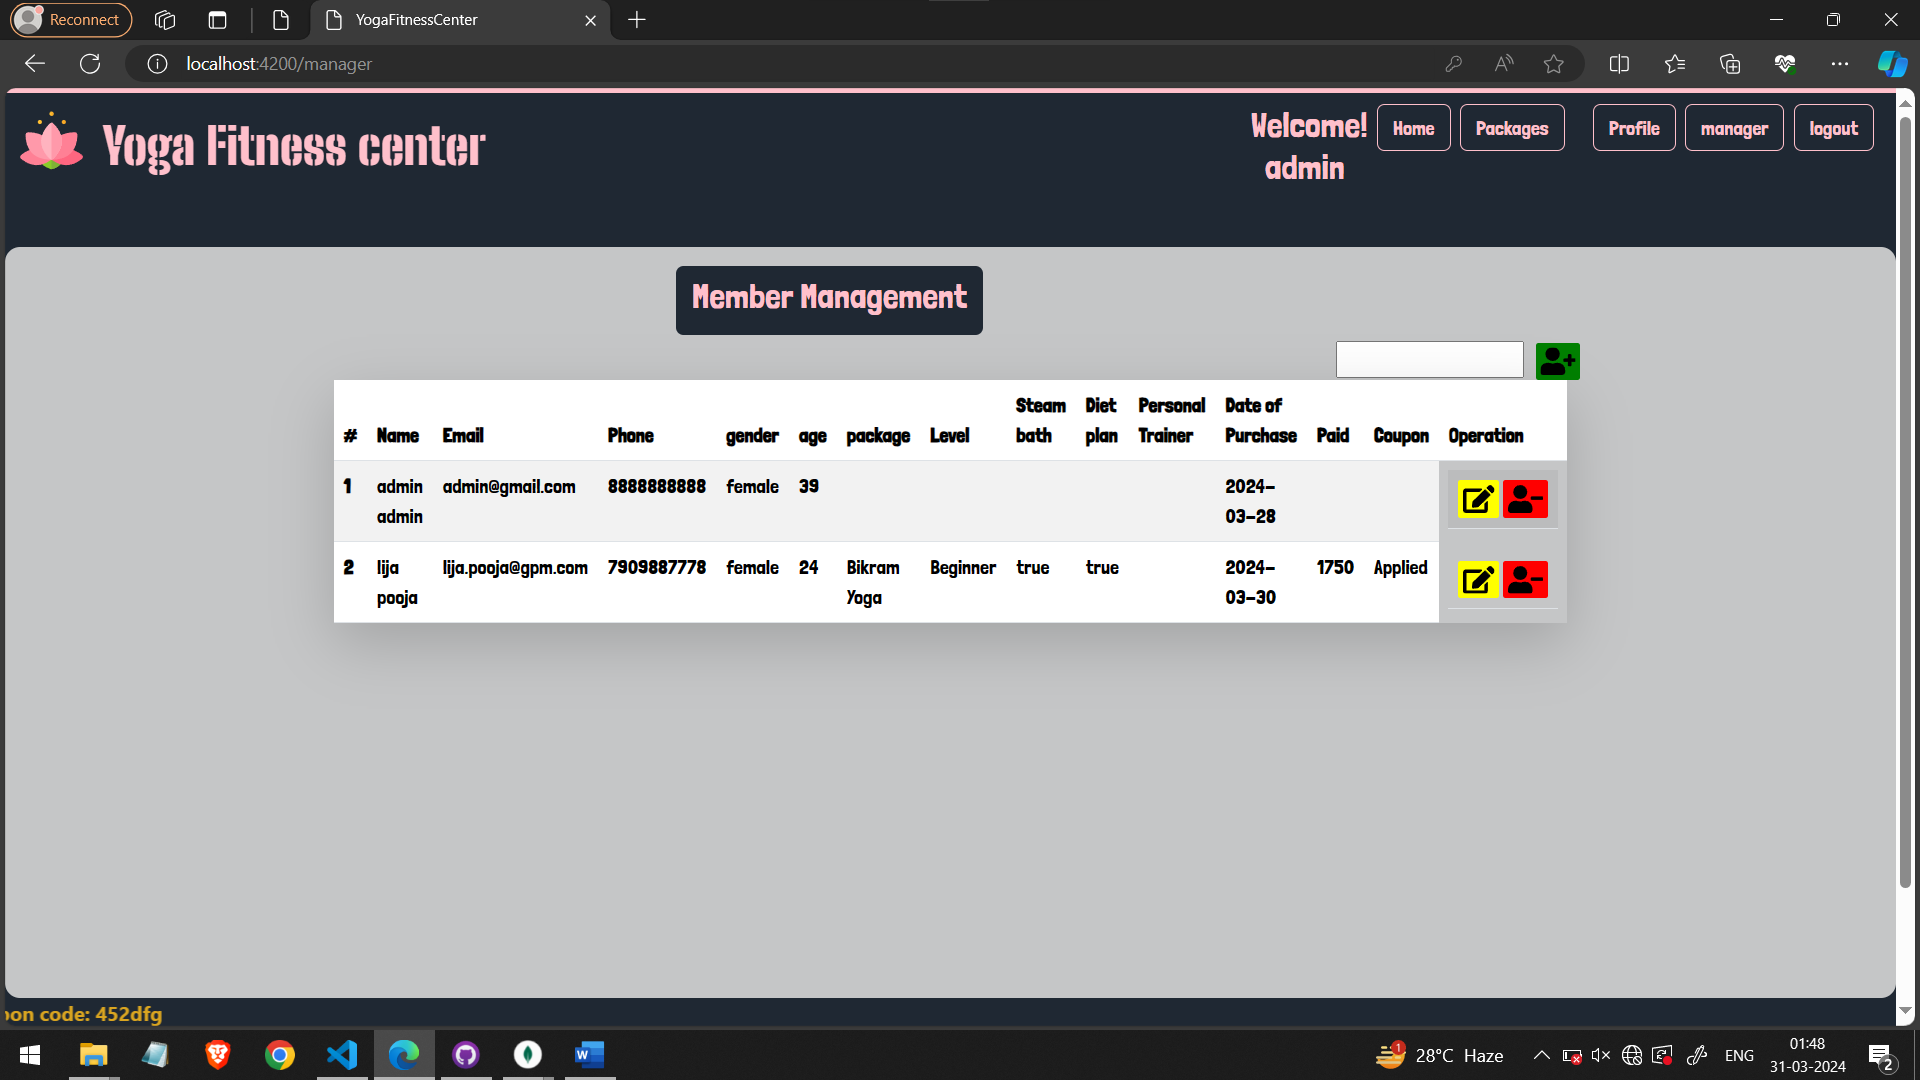 Reconnect
YogaFitnessCenter
localhost:4200/manager
Yoga Fitness center
Welcome! admin
Home
Packages
Profile
manager
logout
Member Management
# Name Email Phone gender age package Level Steam bath Diet plan Personal Trainer Date of Purchase Paid Coupon Operation
1 admin admin admin@gmail.com 8888888888 female 39 2024-03-28
2 lija pooja lija.pooja@gpm.com 7909887778 female 24 Bikram Yoga Beginner true true 2024-03-30 1750 Applied
code: 452dfg
1
28°C Haze
ENG
01:48
31-03-2024
2